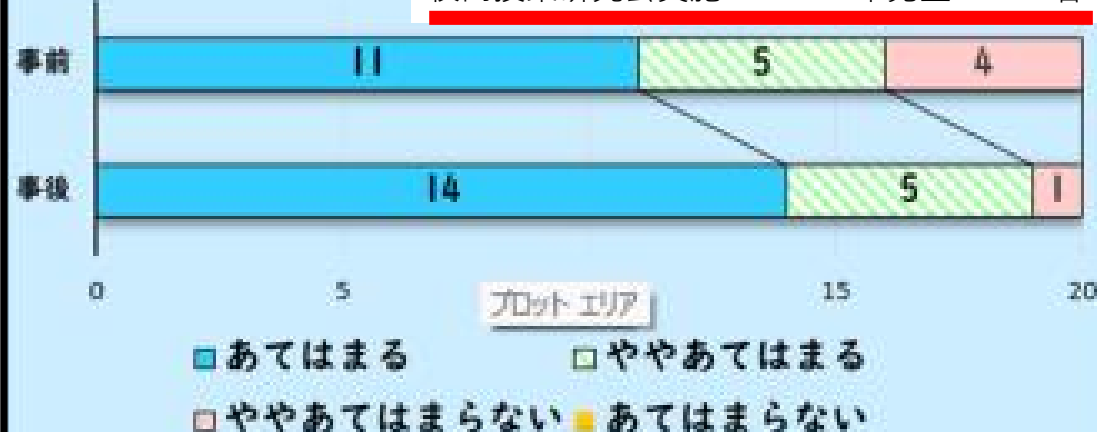 事前 11 5 4
事後 14 5 1
0 5 15 20
プロット エリア
あてはまる ややあてはまる
ややあてはまらない あてはまらない